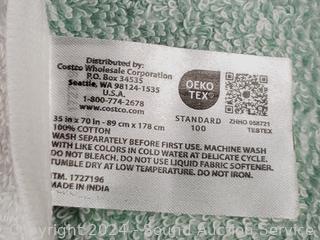 Distributed by:
Costco Wholesale Corporation
P.O. Box 34535
Seattle, WA 98124-1535
U.S.A.
1-800-774-2678
OEKO
TEX
STANDARD
100
ZHHO 058721
TESTEX
35 in x 70 in - 89 cm x 178 cm
100% COTTON
WASH SEPARATELY BEFORE FIRST USE. MACHINE WASH
WITH LIKE COLORS IN COLD WATER AT DELICATE CYCLE.
DO NOT BLEACH. DO NOT USE LIQUID FABRIC SOFTENER.
TUMBLE DRY AT LOW TEMPERATURE. DO NOT IRON.
ITM. 1727196
MADE IN INDIA
Copyright 2024 - Sound Auction Service